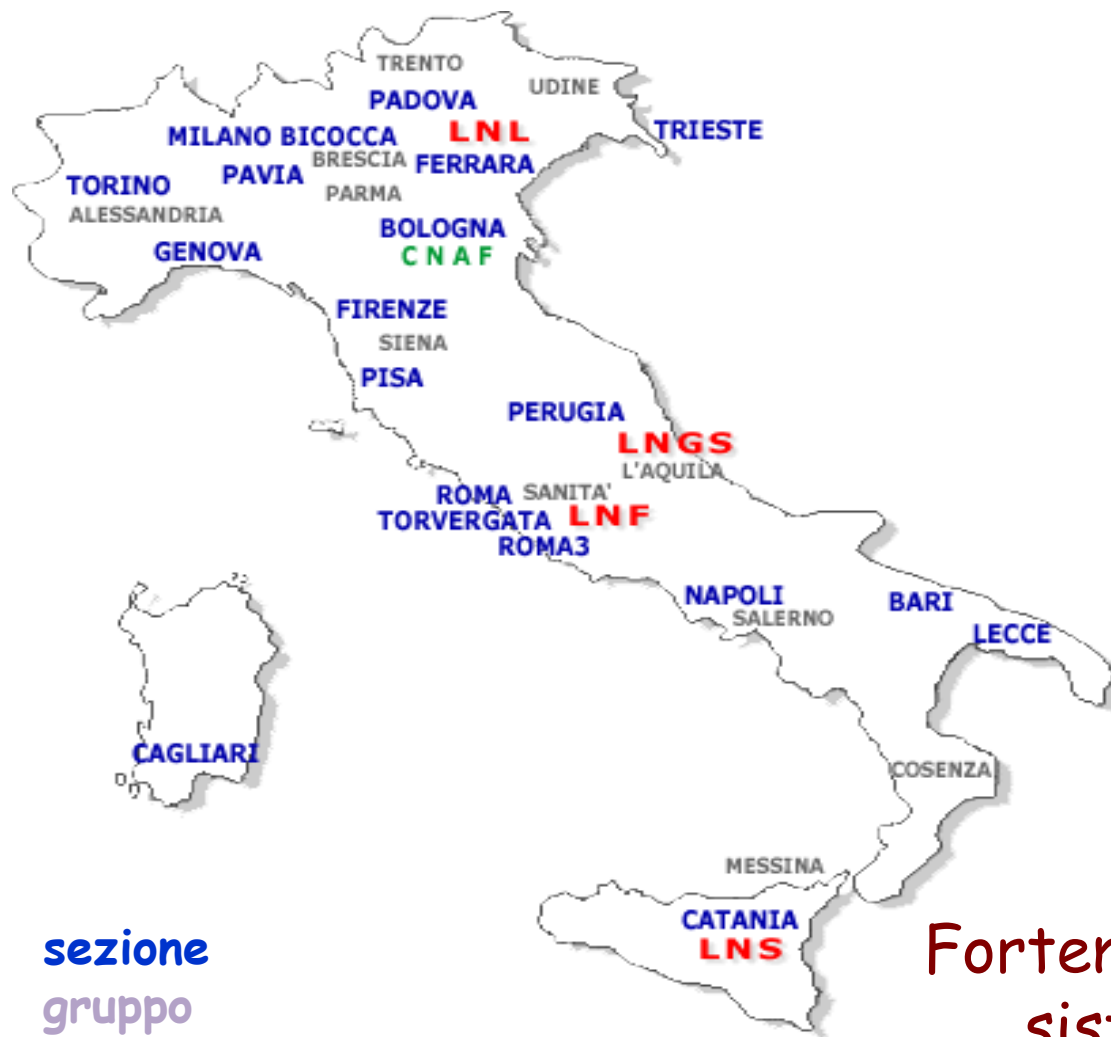 TRENTO
UDINE
PADOVA
LNL
TRIESTE
MILANO BICOCCA
BRESCIA
FERRARA
PAVIA
TORINO
PARMA
ALESSANDRIA
BOLOGNA
GENOVA
CNAF
FIRENZE
SIENA
PISA
PERUGIA
LNGS
L'AQUILA
ROMA
SANITA'
TORVERGATA
LNF
ROMA3
NAPOLI
SALERNO
BARI
LECCE
CAGLIARI
COSENZA
MESSINA
CATANIA
LNS
sezione
gruppo